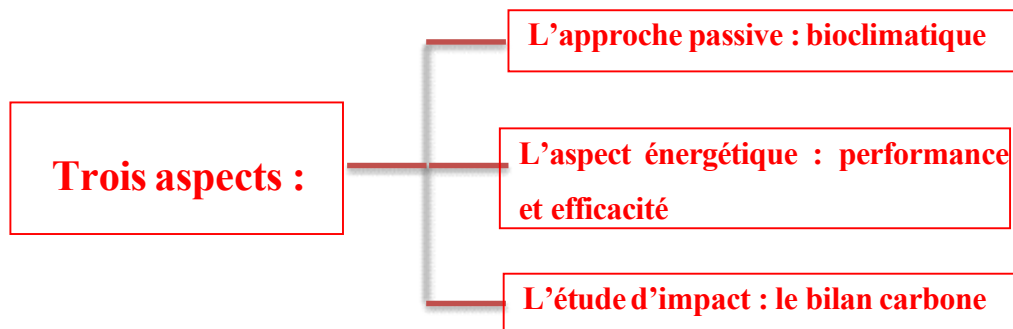 L’approche passive : bioclimatique
Trois aspects :
L’aspect énergétique : performance
et efficacité
L’étude d’impact : le bilan carbone